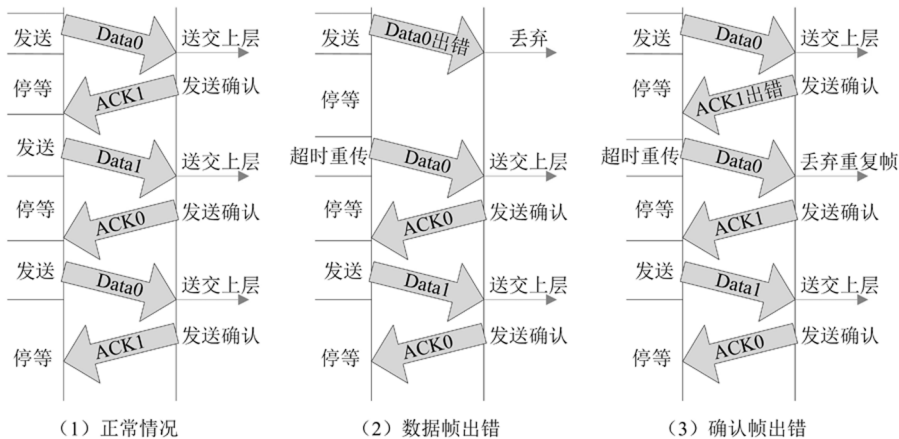 发送
Data0
送交上层
停等
ACK1
发送确认
发送
Data1
送交上层
停等
ACK0
发送确认
发送
Data0
送交上层
停等
ACK1
发送确认
(1) 正常情况
发送
Data0出错
丢弃
停等
超时重传
Data0
送交上层
停等
ACK0
发送确认
发送
Data1
送交上层
停等
ACK0
发送确认
(2) 数据帧出错
发送
Data0
送交上层
停等
ACK1出错
发送确认
超时重传
Data0
丢弃重复帧
停等
ACK1
发送确认
发送
Data1
送交上层
停等
ACK0
发送确认
(3) 确认帧出错